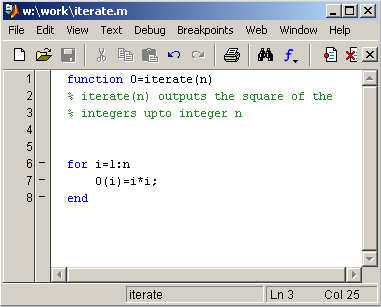 w:\work\iterate.m
File Edit View Text Debug Breakpoints Web Window Help
1 function O=iterate(n)
2 % iterate(n) outputs the square of the
3 % integers upto integer n
4
5
6 - for i=1:n
7 - O(i)=i*i;
8 - end
iterate Ln 3 Col 25